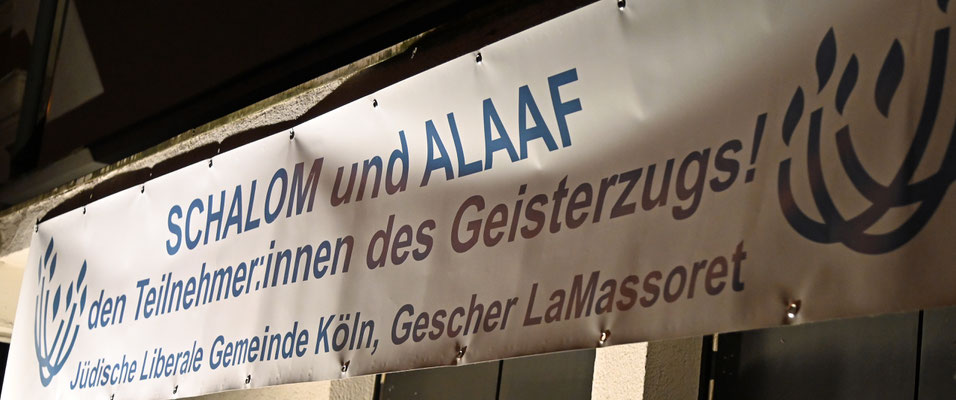 SCHALOM und ALAAF
den Teilnehmer:innen des Geisterzugs!
Jüdische Liberale Gemeinde Köln, Gescher LaMassoret